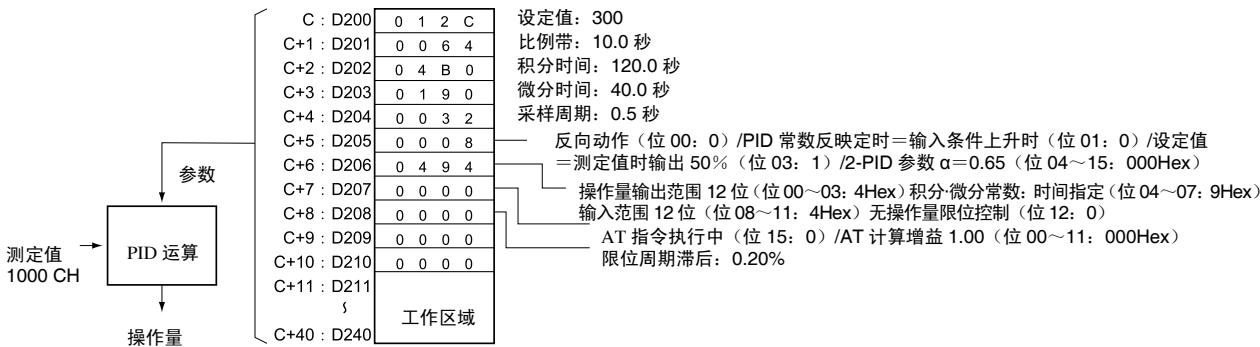 C：D200 0 1 2 C 设定值：300
C+1：D201 0 0 6 4 比例带：10.0 秒
C+2：D202 0 4 B 0 积分时间：120.0 秒
C+3：D203 0 1 9 0 微分时间：40.0 秒
C+4：D204 0 0 3 2 采样周期：0.5 秒
C+5：D205 0 0 0 8 反向动作（位 00：0）/PID 常数反映定时＝输入条件上升时（位 01：0）/设定值
＝测定值时输出 50%（位 03：1）/2-PID 参数 α＝0.65（位 04～15：000Hex）
C+6：D206 0 4 9 4 操作量输出范围 12 位（位 00～03：4Hex）积分·微分常数：时间指定（位 04～07：9Hex）
C+7：D207 0 0 0 0 输入范围 12 位（位 08～11：4Hex）无操作量限位控制（位 12：0）
C+8：D208 0 0 0 0
C+9：D209 0 0 0 0 AT 指令执行中（位 15：0）/AT 计算增益 1.00（位 00～11：000Hex）
C+10：D210 0 0 0 0 限位周期滞后：0.20%
C+11：D211
～
C+40：D240
工作区域
参数
测定值
1000 CH
PID 运算
操作量